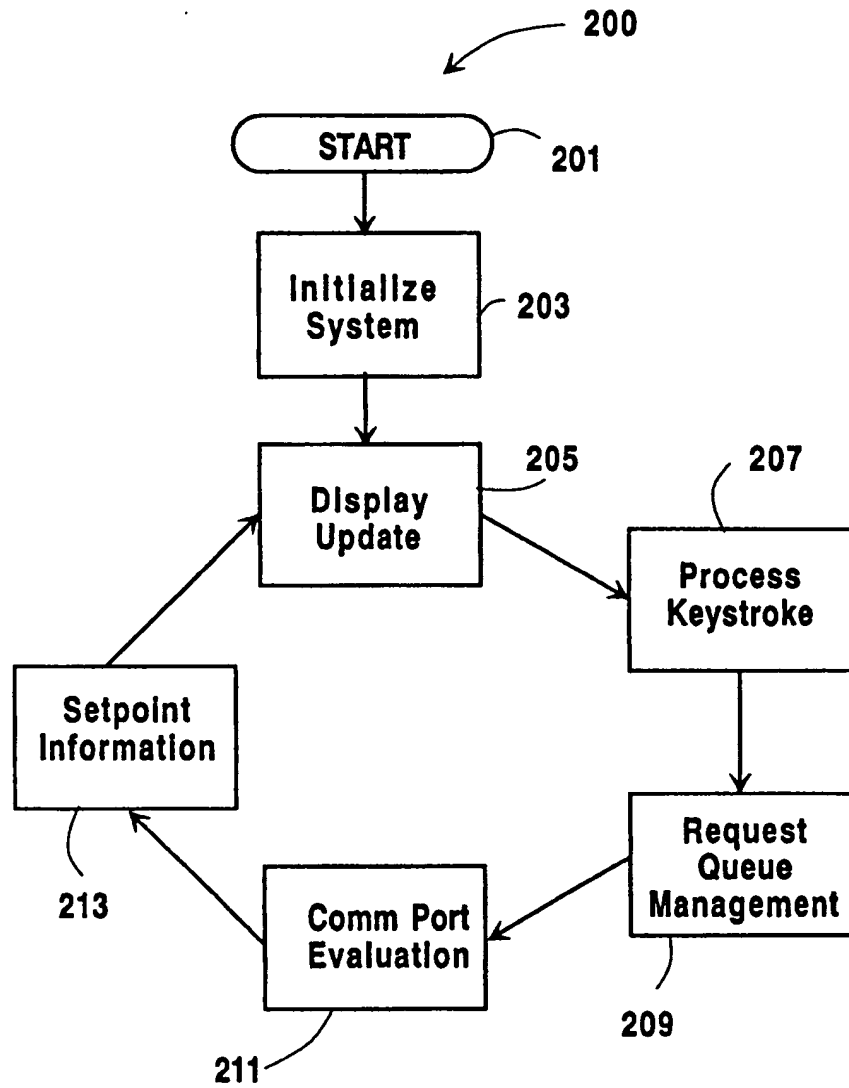 200
START
201
Initialize
System
203
Display
Update
205
207
Process
Keystroke
Setpoint
Information
213
Request
Queue
Management
209
Comm Port
Evaluation
211